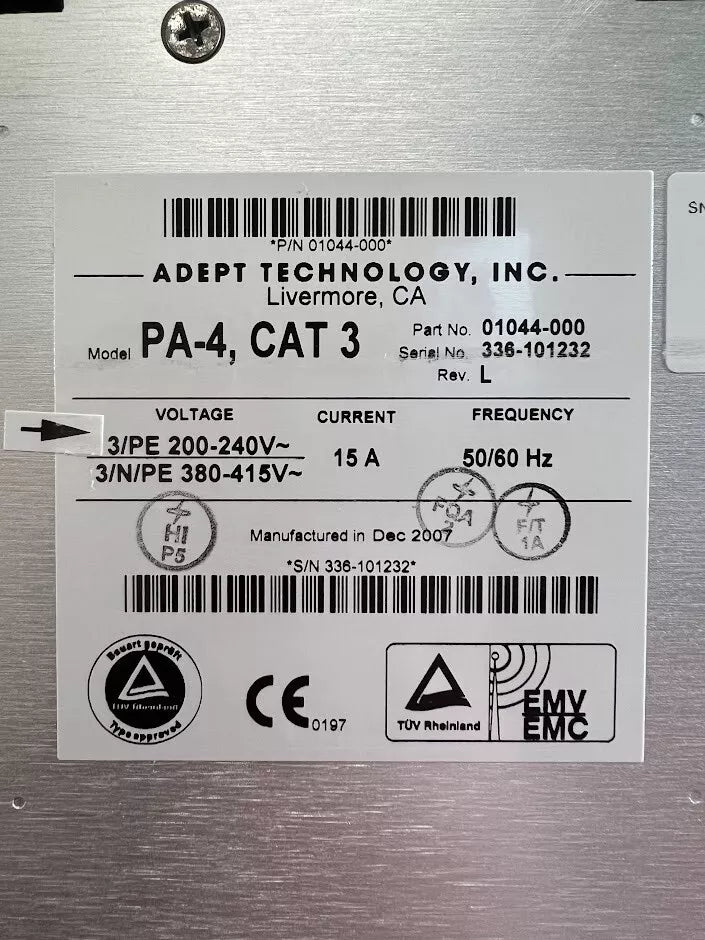 *P/N 01044-000*
ADEPT TECHNOLOGY, INC.
Livermore, CA
Model PA-4, CAT 3
Part No. 01044-000
Serial No. 336-101232
Rev. L
VOLTAGE CURRENT FREQUENCY
3/PE 200-240V~
3/N/PE 380-415V~
15 A
50/60 Hz
HI
P5
FQA
2
F/T
1A
Manufactured in Dec 2007
*S/N 336-101232*
Bauart geprüft
TÜV Rheinland
Type approved
CE 0197
TÜV Rheinland
EMV
EMC
SN